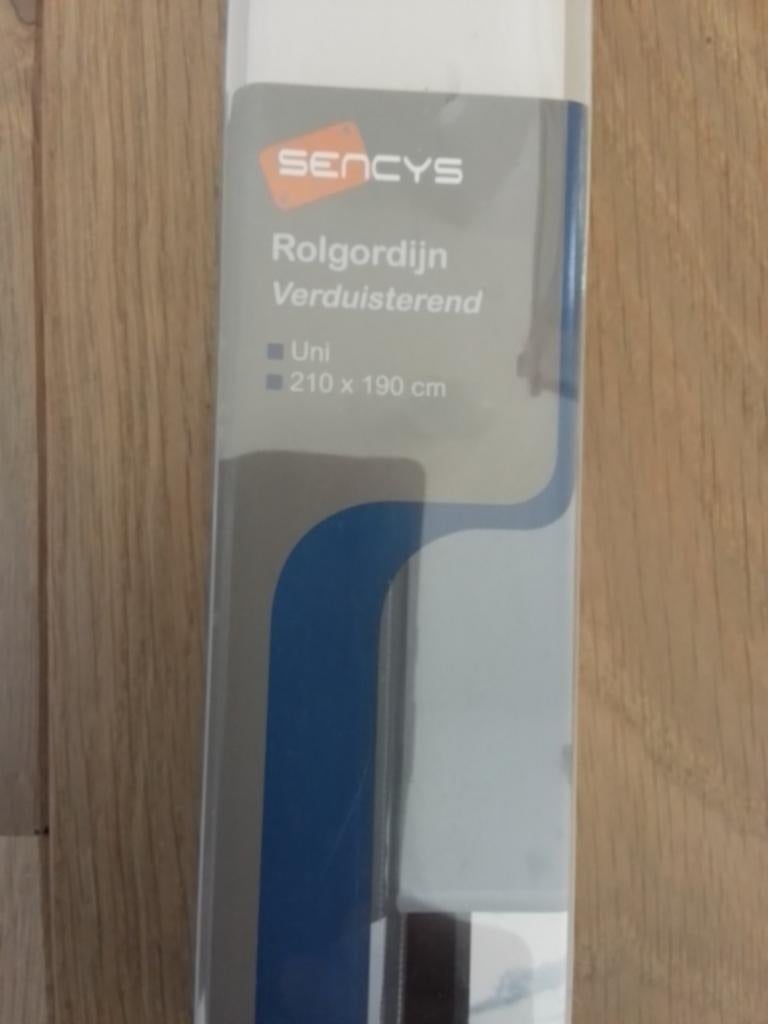 SENCYS
Rolgordijn
Verduisterend
Uni
210 x 190 cm